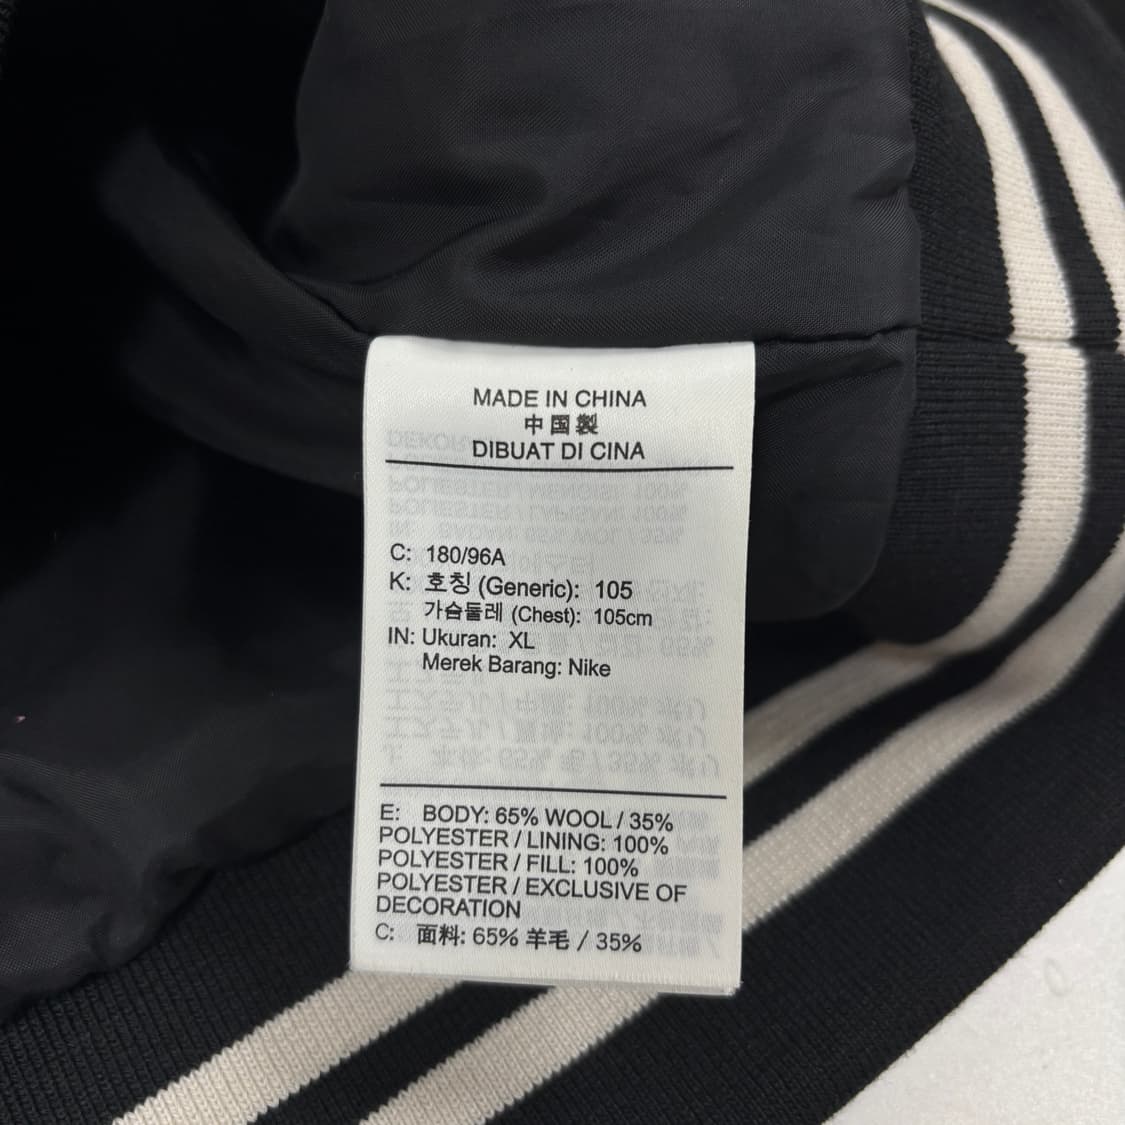 MADE IN CHINA
中国製
DIBUAT DI CINA
C: 180/96A
K: 호칭 (Generic): 105
가슴둘레 (Chest): 105cm
IN: Ukuran: XL
Merek Barang: Nike
E: BODY: 65% WOOL / 35%
POLYESTER / LINING: 100%
POLYESTER / FILL: 100%
POLYESTER / EXCLUSIVE OF
DECORATION
C: 面料: 65% 羊毛 / 35%